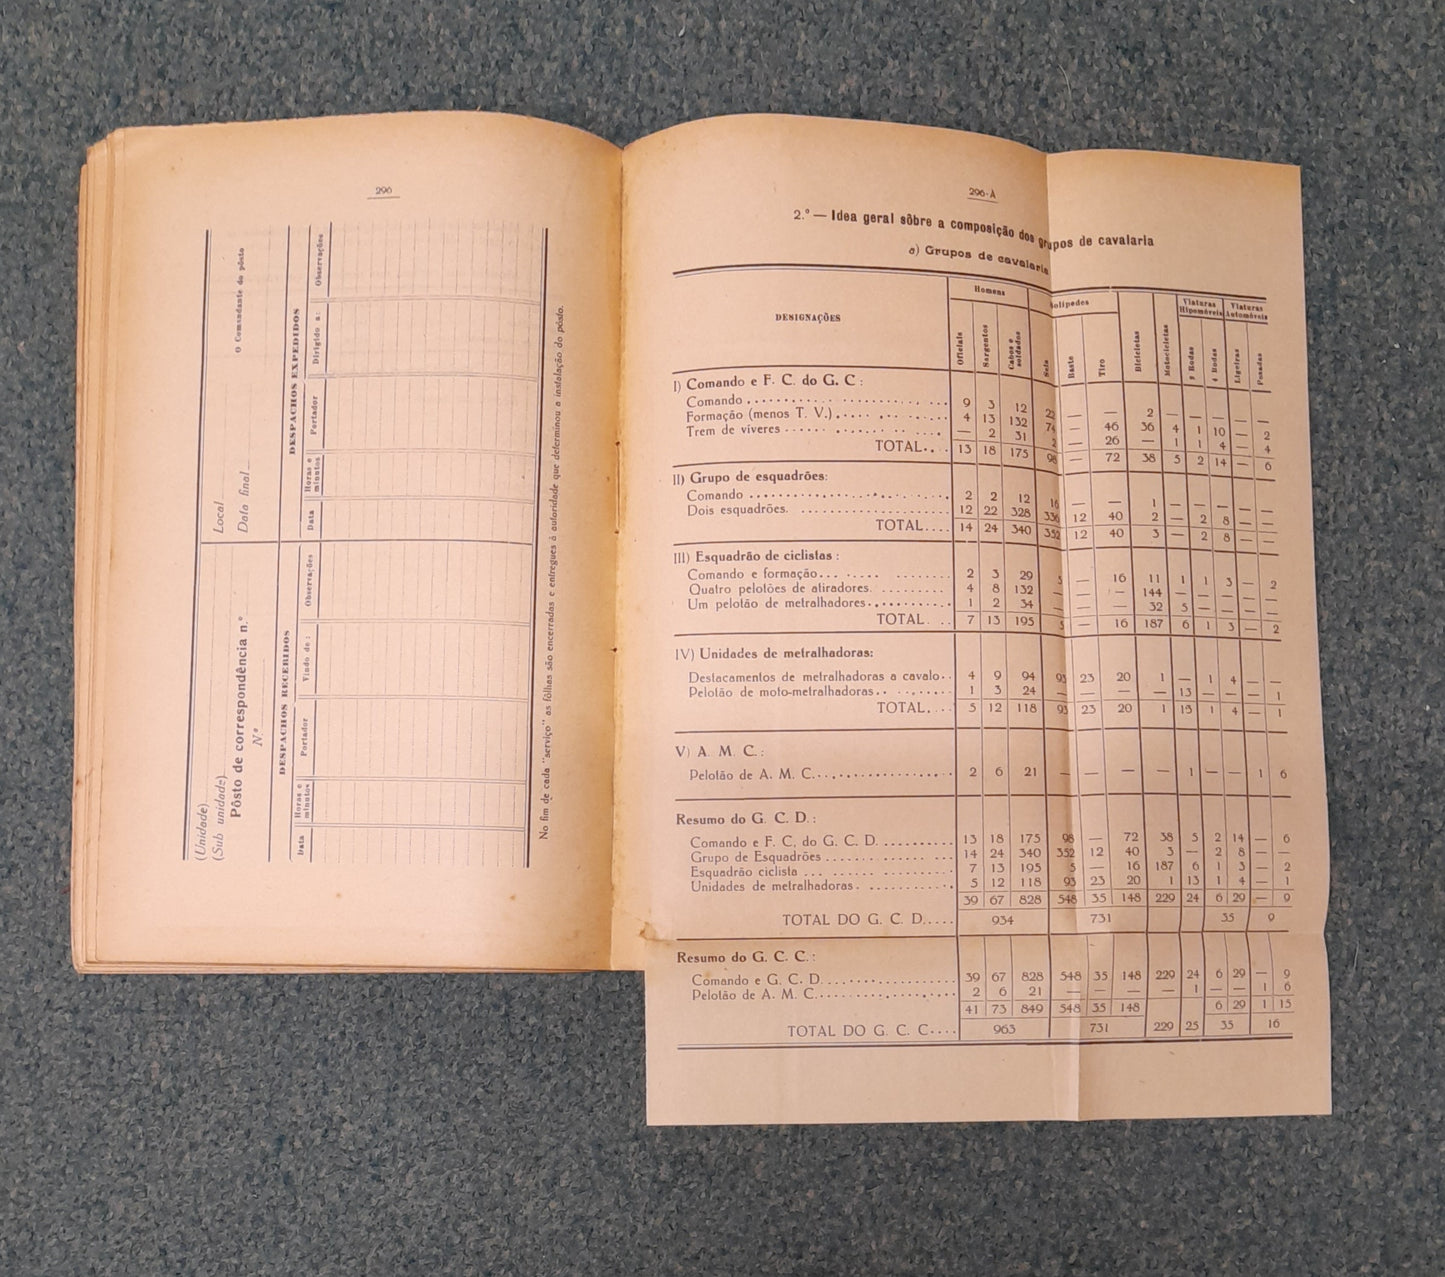 296
(Unidade)
(Sub unidade)
Pôsto de correspondência n.º
N.º
Local
Data final
O Comandante do pôsto
DESPACHOS RECEBIDOS
DESPACHOS EXPEDIDOS
Data
Horas e minutos
Portador
Vindo de:
Observações
Data
Horas e minutos
Portador
Dirigido a:
Observações
No fim de cada "serviço" as fôlhas são encerradas e entregues à autoridade que determinou a instalação do pôsto.
296-A
2.º — Idea geral sôbre a composição dos grupos de cavalaria
a) Grupos de cavalaria
DESIGNAÇÕES
Homens Solípedes Viaturas Hipomóveis Viaturas Automóveis
Oficiais Sargentos Cabos e soldados Sela Baste Tiro Bicicletas Motocicletas 2 Rodas 4 Rodas Ligeiras Pesadas
I) Comando e F. C. do G. C:
Comando 9 3 12 22 — — 2 — — — — —
Formação (menos T. V.) 4 13 132 74 — 46 36 4 1 10 — 2
Trem de viveres — 2 31 2 — 26 — 1 1 4 — 4
TOTAL 13 18 175 98 — 72 38 5 2 14 — 6
II) Grupo de esquadrões:
Comando 2 2 12 16 — — 1 — — — — —
Dois esquadrões. 12 22 328 336 12 40 2 — 2 8 — —
TOTAL 14 24 340 352 12 40 3 — 2 8 — —
III) Esquadrão de ciclistas:
Comando e formação 2 3 29 5 — 16 11 1 1 3 — 2
Quatro pelotões de atiradores. 4 8 132 — — — 144 — — — — —
Um pelotão de metralhadores 1 2 34 — — — 32 5 — — — —
TOTAL 7 13 195 5 — 16 187 6 1 3 — 2
IV) Unidades de metralhadoras:
Destacamentos de metralhadoras a cavalo 4 9 94 93 23 20 1 — 1 4 — —
Pelotão de moto-metralhadoras 1 3 24 — — — — 13 — — — 1
TOTAL 5 12 118 93 23 20 1 13 1 4 — 1
V) A. M. C.:
Pelotão de A. M. C. 2 6 21 — — — — 1 — — 1 6
Resumo do G. C. D.:
Comando e F. C. do G. C. D. 13 18 175 98 — 72 38 5 2 14 — 6
Grupo de Esquadrões 14 24 340 352 12 40 3 — 2 8 — —
Esquadrão ciclista 7 13 195 5 — 16 187 6 1 3 — 2
Unidades de metralhadoras 5 12 118 93 23 20 1 13 1 4 — 1
39 67 828 548 35 148 229 24 6 29 — 9
TOTAL DO G. C. D. 934 731 35 9
Resumo do G. C. C.:
Comando e G. C. D. 39 67 828 548 35 148 229 24 6 29 — 9
Pelotão de A. M. C. 2 6 21 — — — — 1 — — 1 6
41 73 849 548 35 148 6 29 1 15
TOTAL DO G. C. C 963 731 229 25 35 16